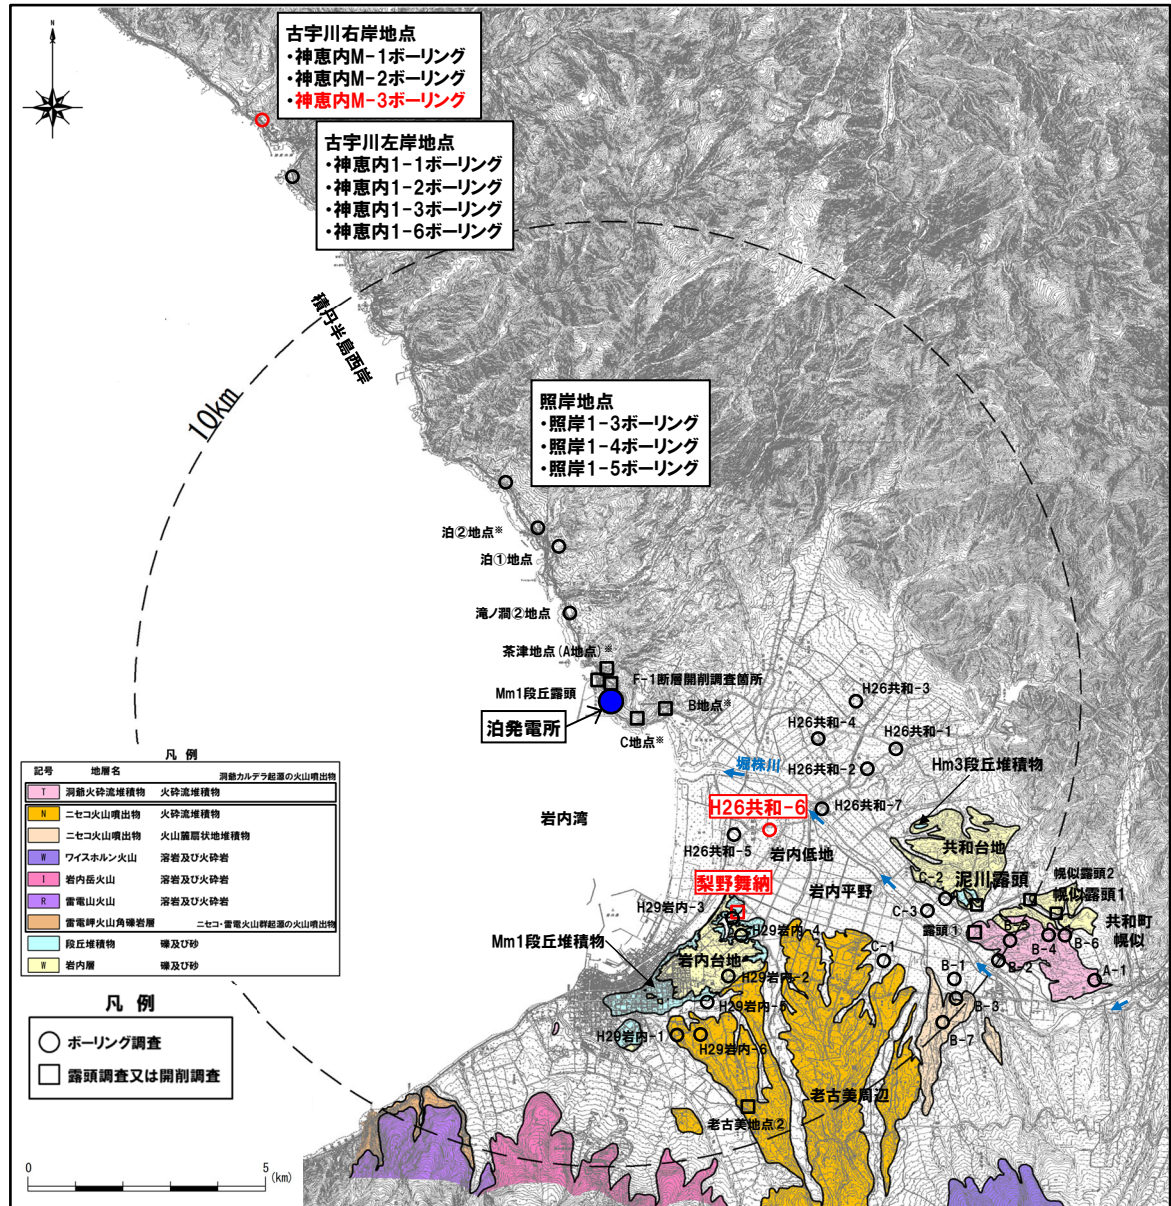 古宇川右岸地点
・神恵内M-1ボーリング
・神恵内M-2ボーリング
・神恵内M-3ボーリング
古宇川左岸地点
・神恵内1-1ボーリング
・神恵内1-2ボーリング
・神恵内1-3ボーリング
・神恵内1-6ボーリング
積丹半島西岸
10km
照岸地点
・照岸1-3ボーリング
・照岸1-4ボーリング
・照岸1-5ボーリング
泊②地点※
泊①地点
滝ノ澗②地点
茶津地点(A地点)※
F-1断層開削調査箇所
Mm1段丘露頭
B地点※
泊発電所
C地点※
H26共和-3
H26共和-4
H26共和-1
堀株川
H26共和-2
Hm3段丘堆積物
H26共和-6
H26共和-7
岩内湾
H26共和-5
岩内低地
共和台地
梨野舞納
岩内平野
C-2
泥川露頭
幌似露頭2
幌似露頭1
H29岩内-3
C-3
露頭①
共和町
幌似
H29岩内-4
B-5
B-4
B-6
Mm1段丘堆積物
岩内台地
C-1
B-2
H29岩内-2
B-1
A-1
H29岩内-5
B-3
H29岩内-1
H29岩内-6
B-7
老古美周辺
老古美地点2
凡 例
記号 地層名 洞爺カルデラ起源の火山噴出物
T 洞爺火砕流堆積物 火砕流堆積物
N ニセコ火山噴出物 火砕流堆積物
ニセコ火山噴出物 火山麓扇状地堆積物
W ワイスホルン火山 溶岩及び火砕岩
I 岩内岳火山 溶岩及び火砕岩
R 雷電山火山 溶岩及び火砕岩
雷電岬火山角礫岩層 ニセコ・雷電火山群起源の火山噴出物
段丘堆積物 礫及び砂
W 岩内層 礫及び砂
凡 例
ボーリング調査
露頭調査又は開削調査
0 5
(km)